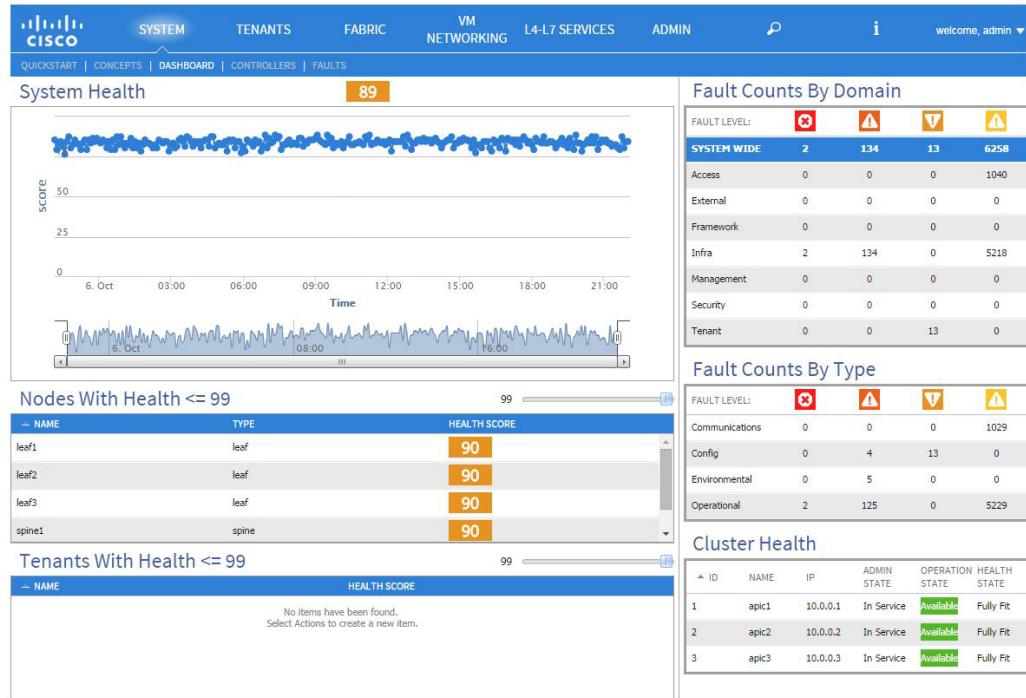 CISCO
SYSTEM TENANTS FABRIC VM NETWORKING L4-L7 SERVICES ADMIN i welcome, admin
QUICKSTART | CONCEPTS | DASHBOARD | CONTROLLERS | FAULTS
System Health 89
score
50
25
0
6. Oct 03:00 06:00 09:00 12:00 15:00 18:00 21:00
Time
6. Oct 08:00 16:00
Nodes With Health <= 99 99
NAME TYPE HEALTH SCORE
leaf1 leaf 90
leaf2 leaf 90
leaf3 leaf 90
spine1 spine 90
Tenants With Health <= 99 99
NAME HEALTH SCORE
No items have been found.
Select Actions to create a new item.
Fault Counts By Domain
FAULT LEVEL:
SYSTEM WIDE 2 134 13 6258
Access 0 0 0 1040
External 0 0 0 0
Framework 0 0 0 0
Infra 2 134 0 5218
Management 0 0 0 0
Security 0 0 0 0
Tenant 0 0 13 0
Fault Counts By Type
FAULT LEVEL:
Communications 0 0 0 1029
Config 0 4 13 0
Environmental 0 5 0 0
Operational 2 125 0 5229
Cluster Health
ID NAME IP ADMIN STATE OPERATION STATE HEALTH STATE
1 apic1 10.0.0.1 In Service Available Fully Fit
2 apic2 10.0.0.2 In Service Available Fully Fit
3 apic3 10.0.0.3 In Service Available Fully Fit